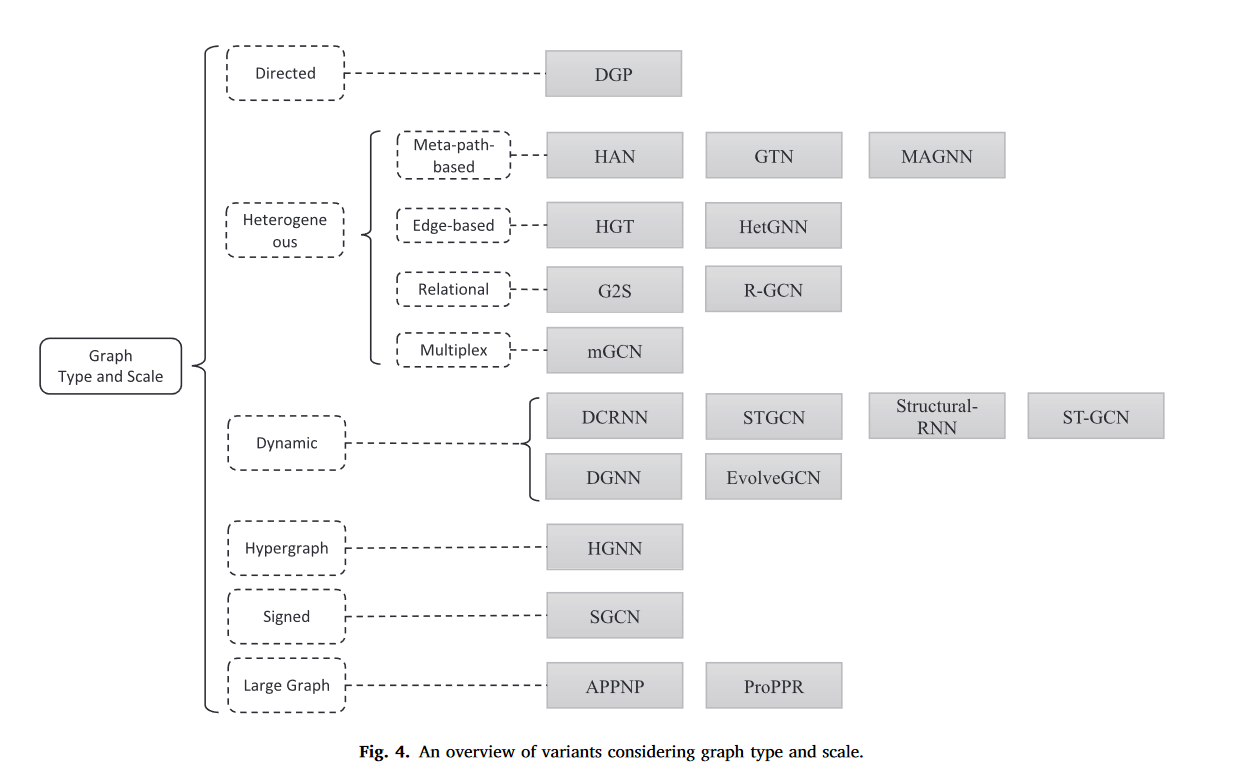 Directed
DGP
Meta-path-
based
HAN
GTN
MAGNN
Heterogene
ous
Edge-based
HGT
HetGNN
Relational
G2S
R-GCN
Multiplex
mGCN
Graph
Type and Scale
Dynamic
DCRNN
STGCN
Structural-
RNN
ST-GCN
DGNN
EvolveGCN
Hypergraph
HGNN
Signed
SGCN
Large Graph
APPNP
ProPPR
Fig. 4. An overview of variants considering graph type and scale.